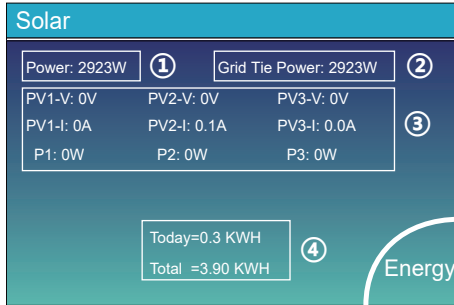 Solar
Power: 2923W ① Grid Tie Power: 2923W ②
PV1-V: 0V PV2-V: 0V PV3-V: 0V
PV1-I: 0A PV2-I: 0.1A PV3-I: 0.0A ③
P1: 0W P2: 0W P3: 0W
Today=0.3 KWH
④
Total =3.90 KWH
Energy